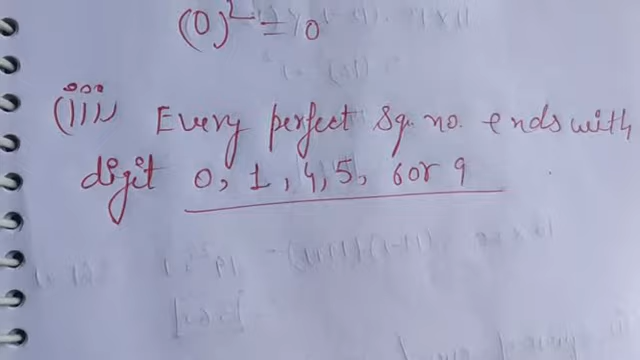 (0)² = 0
(iii) Every perfect sq. no. ends with
digit 0, 1, 4, 5, 6 or 9